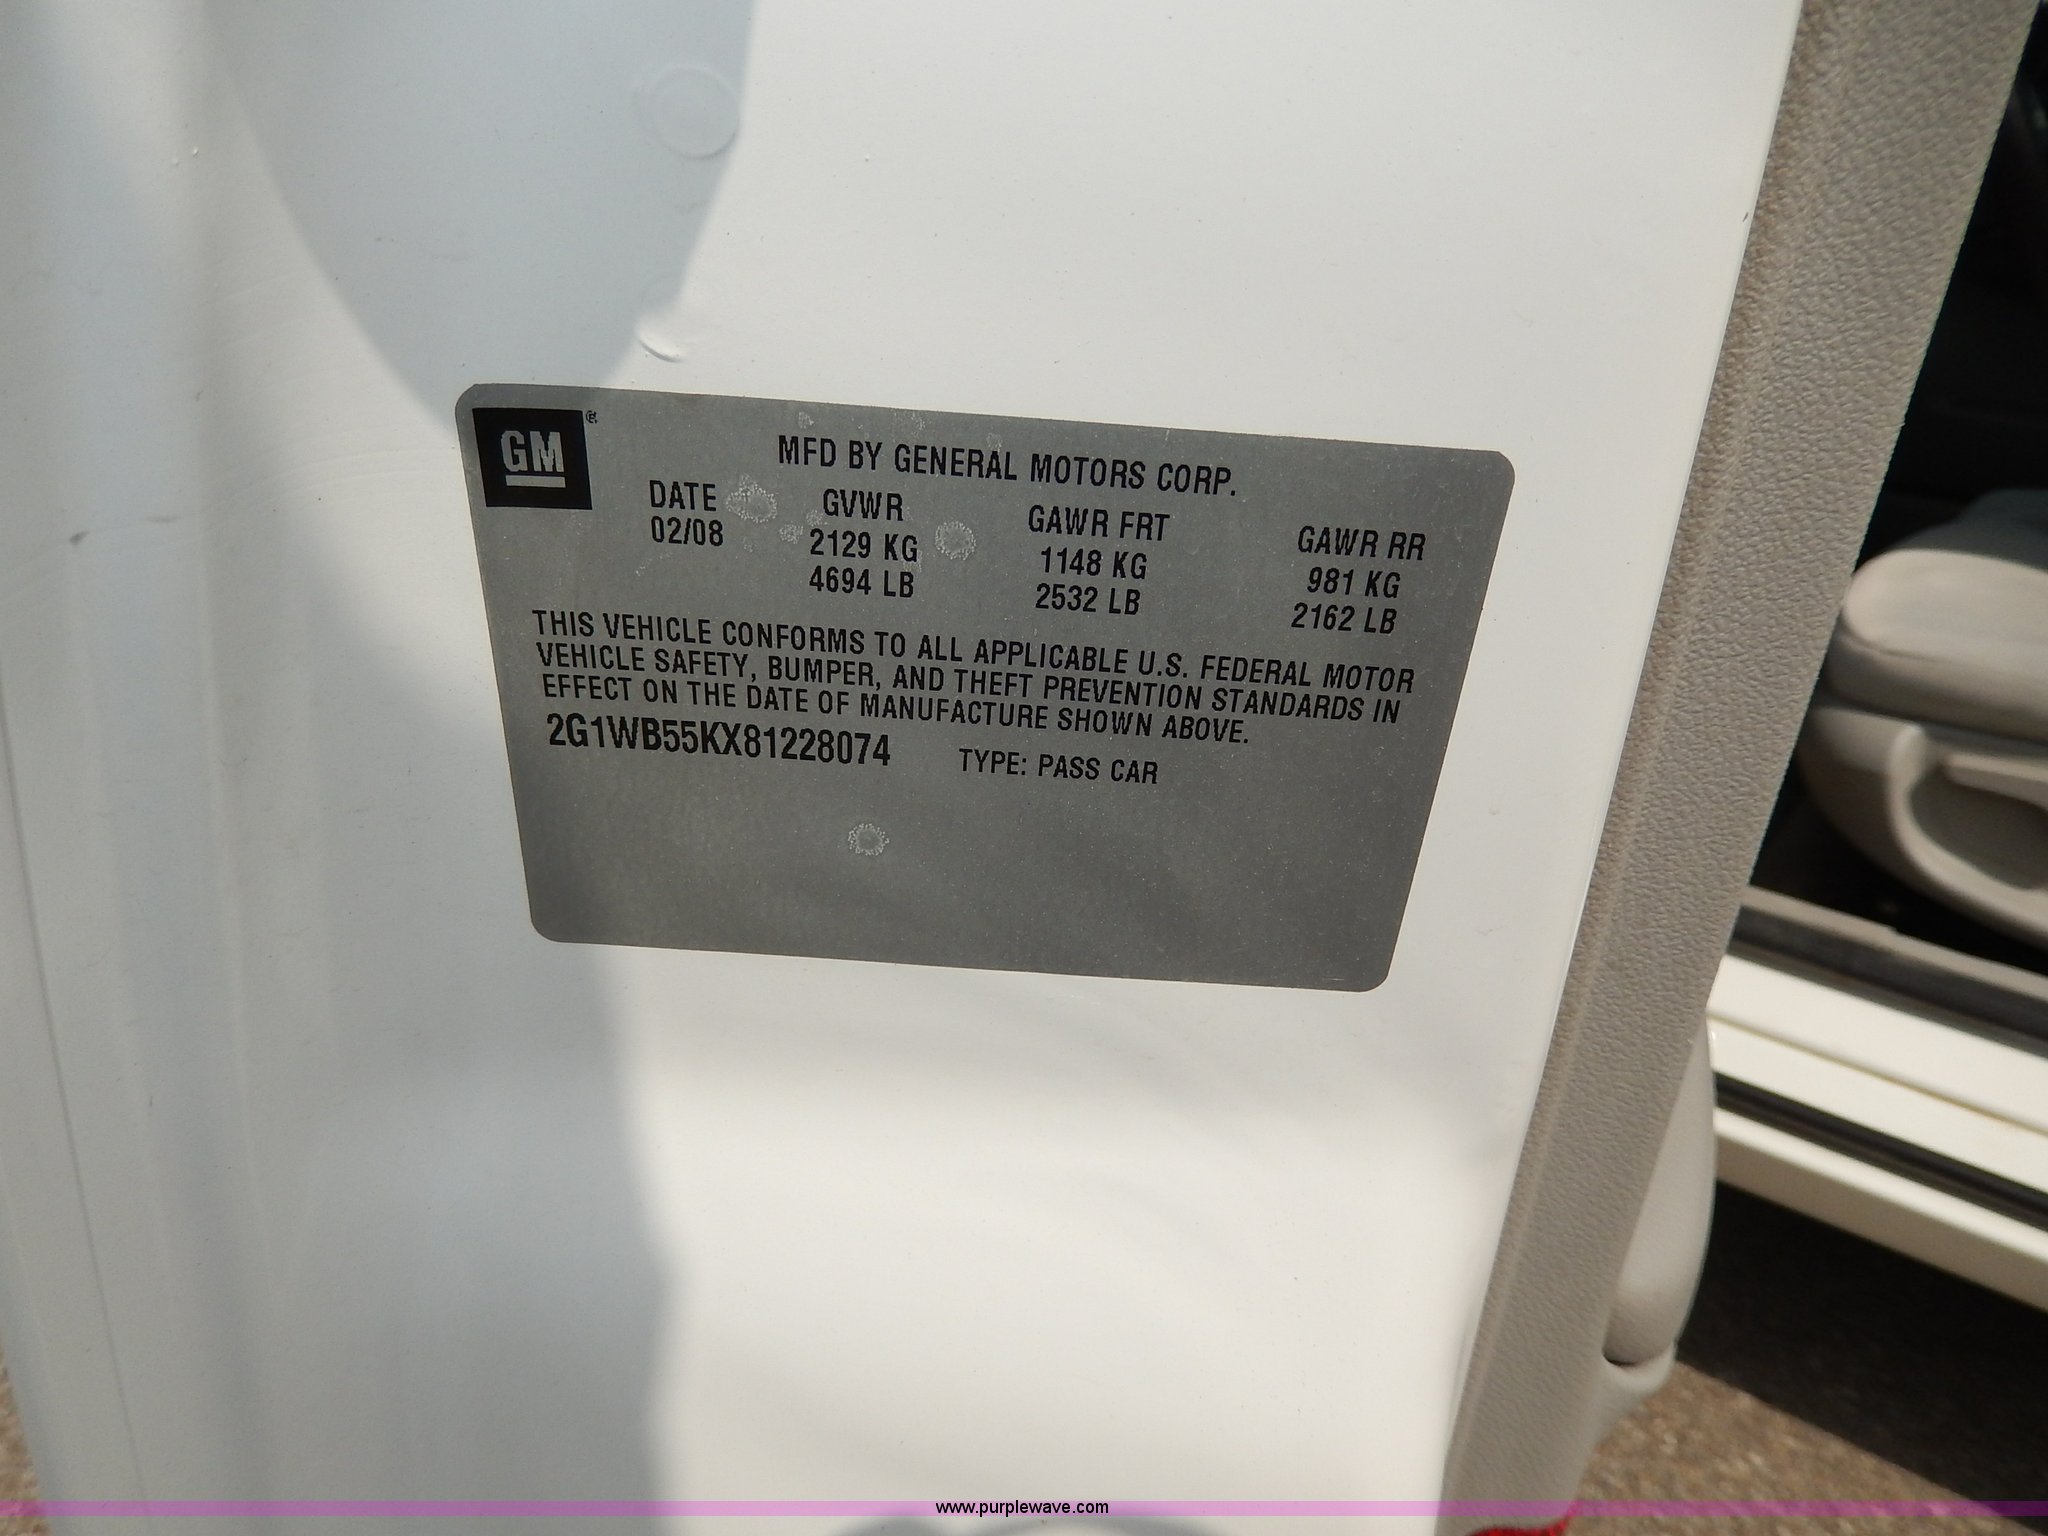 GM®
MFD BY GENERAL MOTORS CORP.
DATE GVWR GAWR FRT GAWR RR
02/08 2129 KG 1148 KG 981 KG
4694 LB 2532 LB 2162 LB
THIS VEHICLE CONFORMS TO ALL APPLICABLE U.S. FEDERAL MOTOR
VEHICLE SAFETY, BUMPER, AND THEFT PREVENTION STANDARDS IN
EFFECT ON THE DATE OF MANUFACTURE SHOWN ABOVE.
2G1WB55KX81228074 TYPE: PASS CAR
www.purplewave.com